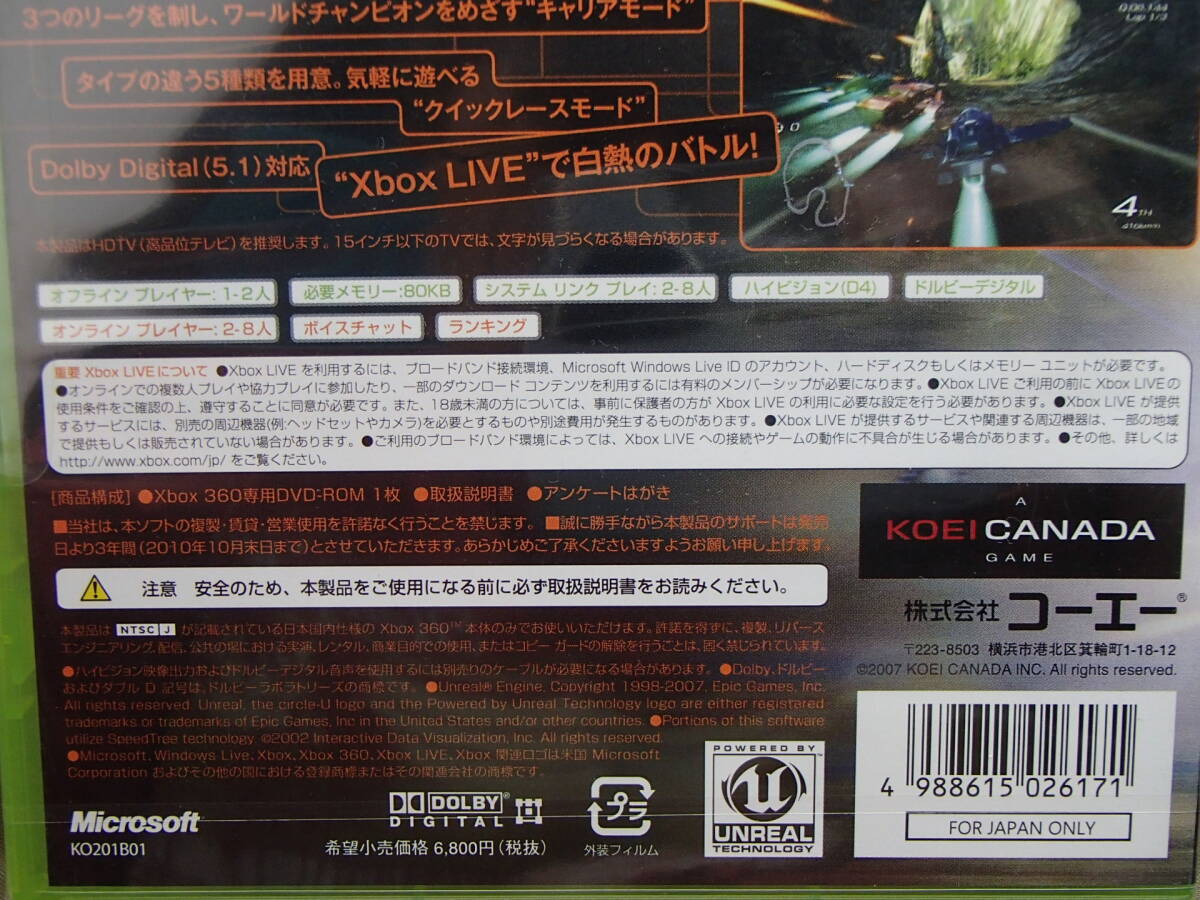 3つのリーグを制し、ワールドチャンピオンをめざす“キャリアモード”
タイプの違う5種類を用意。気軽に遊べる
“クイックレースモード”
Dolby Digital（5.1）対応
“Xbox LIVE”で白熱のバトル!
本製品はHDTV（高品位テレビ）を推奨します。15インチ以下のTVでは、文字が見づらくなる場合があります。
Lap 1/3
4TH
オフライン プレイヤー: 1-2人
必要メモリー:80KB
システム リンク プレイ: 2-8人
ハイビジョン(D4)
ドルビーデジタル
オンライン プレイヤー: 2-8人
ボイスチャット
ランキング
重要 Xbox LIVEについて ●Xbox LIVE を利用するには、ブロードバンド接続環境、Microsoft Windows Live ID のアカウント、ハードディスクもしくはメモリー ユニットが必要です。
●オンラインでの複数人プレイや協力プレイに参加したり、一部のダウンロード コンテンツを利用するには有料のメンバーシップが必要になります。●Xbox LIVE ご利用の前に Xbox LIVEの
使用条件をご確認の上、遵守することに同意が必要です。また、18歳未満の方については、事前に保護者の方が Xbox LIVE の利用に必要な設定を行う必要があります。●Xbox LIVEが提供
するサービスには、別売の周辺機器(例:ヘッドセットやカメラ)を必要とするものや別途費用が発生するものがあります。●Xbox LIVE が提供するサービスや関連する周辺機器は、一部の地域
で提供もしくは販売されていない場合があります。●ご利用のブロードバンド環境によっては、Xbox LIVE への接続やゲームの動作に不具合が生じる場合があります。●その他、詳しくは
http://www.xbox.com/jp/ をご覧ください。
[商品構成] ●Xbox 360専用DVD-ROM 1枚 ●取扱説明書 ●アンケートはがき
■当社は、本ソフトの複製・賃貸・営業使用を許諾なく行うことを禁じます。■誠に勝手ながら本製品のサポートは発売
日より3年間（2010年10月末日まで）とさせていただきます。あらかじめご了承くださいますようお願い申し上げます。
注意 安全のため、本製品をご使用になる前に必ず取扱説明書をお読みください。
本製品は NTSC J が記載されている日本国内仕様の Xbox 360™ 本体のみでお使いいただけます。許諾を得ずに、複製、リバース
エンジニアリング、配信、公共の場における実演、レンタル、商業目的での使用、またはコピー ガードの解除を行うことは、固く禁じられています。
●ハイビジョン映像出力およびドルビーデジタル音声を使用するには別売りのケーブルが必要になる場合があります。●Dolby、ドルビー
およびダブル D 記号は、ドルビーラボラトリーズの商標です。●Unreal® Engine, Copyright 1998-2007, Epic Games, Inc.
All rights reserved. Unreal, the circle-U logo and the Powered by Unreal Technology logo are either registered
trademarks or trademarks of Epic Games, Inc in the United States and/or other countries. ●Portions of this software
utilize SpeedTree technology. ©2002 Interactive Data Visualization, Inc. All rights reserved.
●Microsoft, Windows Live, Xbox, Xbox 360, Xbox LIVE, Xbox 関連ロゴは米国 Microsoft
Corporation およびその他の国における登録商標またはその関連会社の商標です。
A
KOEI CANADA
GAME
株式会社 コーエー®
〒223-8503 横浜市港北区箕輪町1-18-12
©2007 KOEI CANADA INC. All rights reserved.
4 988615 026171
FOR JAPAN ONLY
Microsoft
KO201B01
DOLBY®
DIGITAL
希望小売価格 6,800円（税抜）
プラ
外装フィルム
POWERED BY
UNREAL
TECHNOLOGY